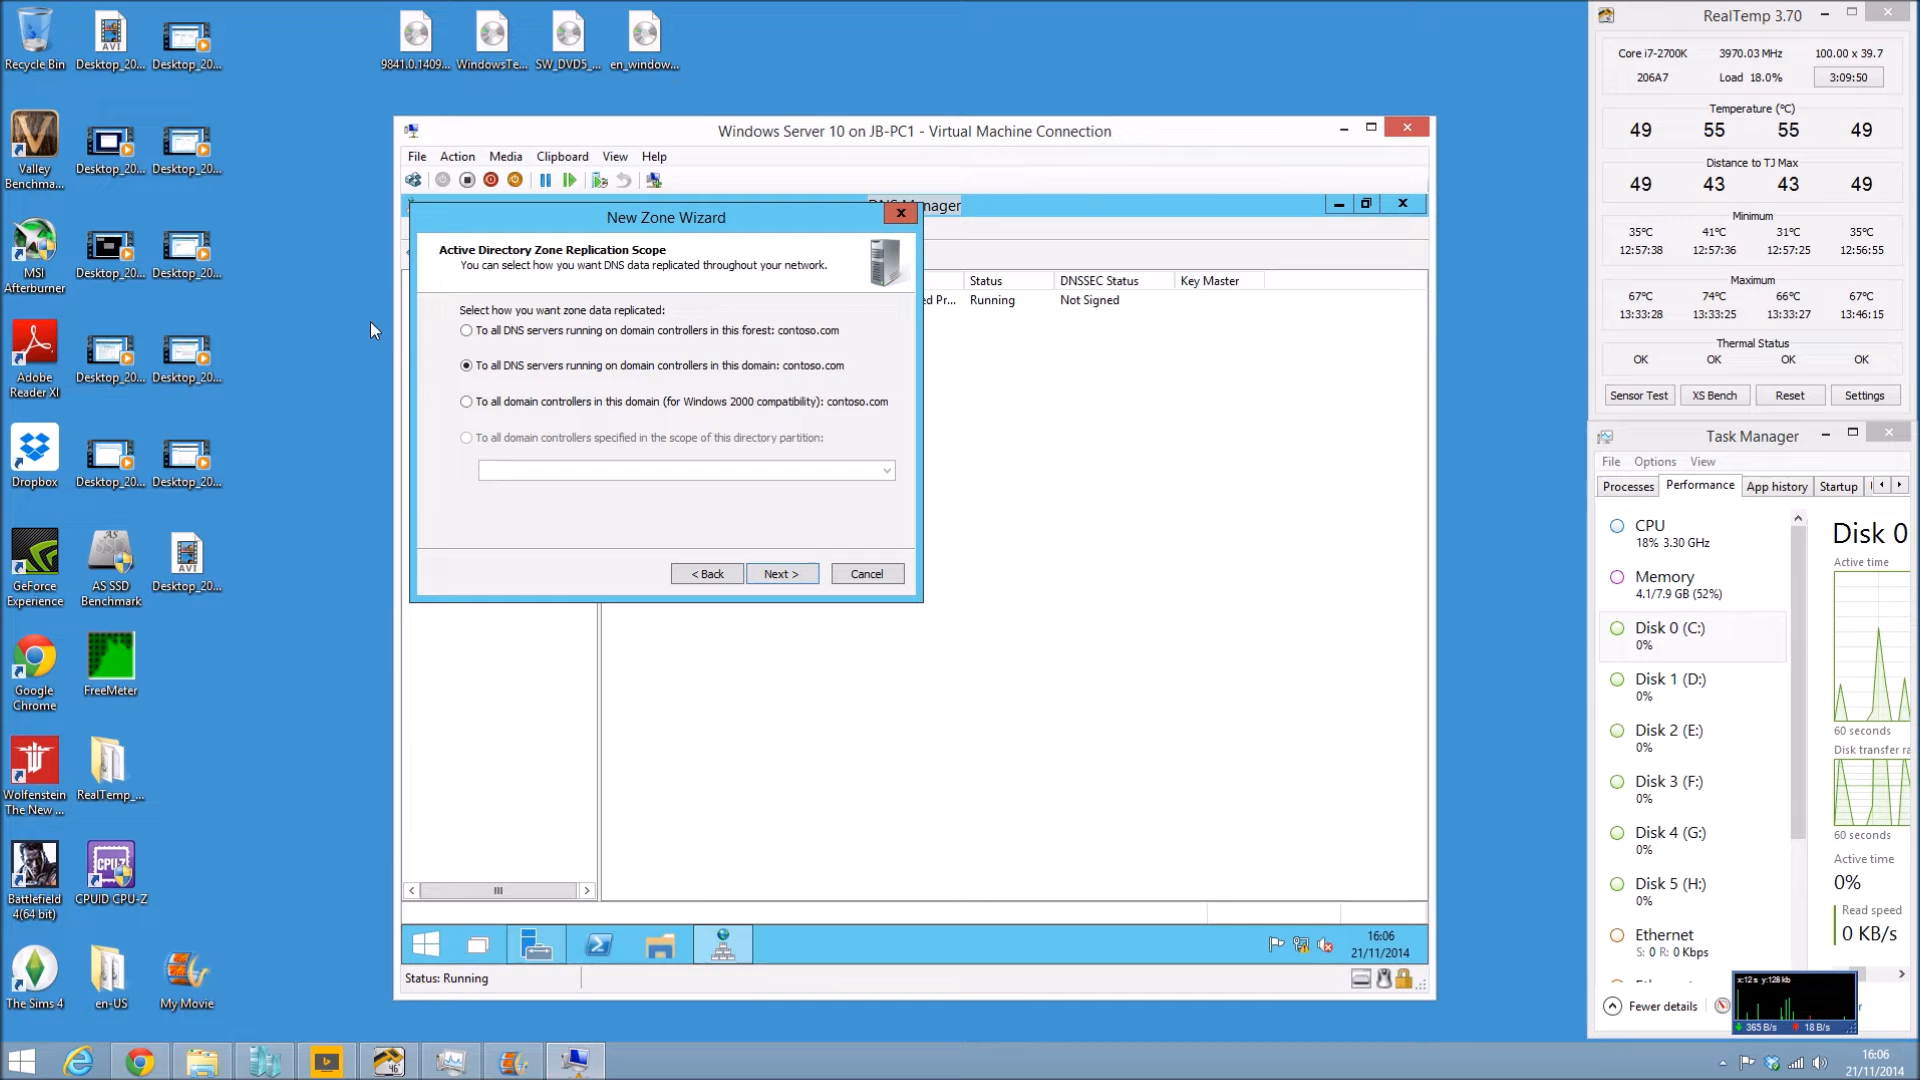 Recycle Bin
Desktop_20...
Desktop_20...
9841.0.1409...
WindowsTe...
SW_DVD5_...
en_window...
Valley
Benchma...
Desktop_20...
Desktop_20...
MSI
Afterburner
Desktop_20...
Desktop_20...
Adobe
Reader XI
Desktop_20...
Desktop_20...
Dropbox
Desktop_20...
Desktop_20...
GeForce
Experience
AS SSD
Benchmark
Desktop_20...
Google
Chrome
FreeMeter
Wolfenstein
The New ...
RealTemp_...
Battlefield
4(64 bit)
CPUID CPU-Z
The Sims 4
en-US
My Movie
Windows Server 10 on JB-PC1 - Virtual Machine Connection
File Action Media Clipboard View Help
New Zone Wizard
Active Directory Zone Replication Scope
You can select how you want DNS data replicated throughout your network.
Select how you want zone data replicated:
To all DNS servers running on domain controllers in this forest: contoso.com
To all DNS servers running on domain controllers in this domain: contoso.com
To all domain controllers in this domain (for Windows 2000 compatibility): contoso.com
To all domain controllers specified in the scope of this directory partition:
< Back Next > Cancel
Status DNSSEC Status Key Master
ed Pr... Running Not Signed
16:06
21/11/2014
Status: Running
RealTemp 3.70
Core i7-2700K 3970.03 MHz 100.00 x 39.7
206A7 Load 18.0% 3:09:50
Temperature (°C)
49 55 55 49
Distance to TJ Max
49 43 43 49
Minimum
35°C 41°C 31°C 35°C
12:57:38 12:57:36 12:57:25 12:56:55
Maximum
67°C 74°C 66°C 67°C
13:33:28 13:33:25 13:33:27 13:46:15
Thermal Status
OK OK OK OK
Sensor Test XS Bench Reset Settings
Task Manager
File Options View
Processes Performance App history Startup
CPU
18% 3.30 GHz
Memory
4.1/7.9 GB (52%)
Disk 0 (C:)
0%
Disk 1 (D:)
0%
Disk 2 (E:)
0%
Disk 3 (F:)
0%
Disk 4 (G:)
0%
Disk 5 (H:)
0%
Ethernet
S: 0 R: 0 Kbps
Disk 0
Active time
60 seconds
Disk transfer ra
60 seconds
Active time
0%
Read speed
0 KB/s
Fewer details
x:12 s y:128 kb
365 B/s 18 B/s
16:06
21/11/2014